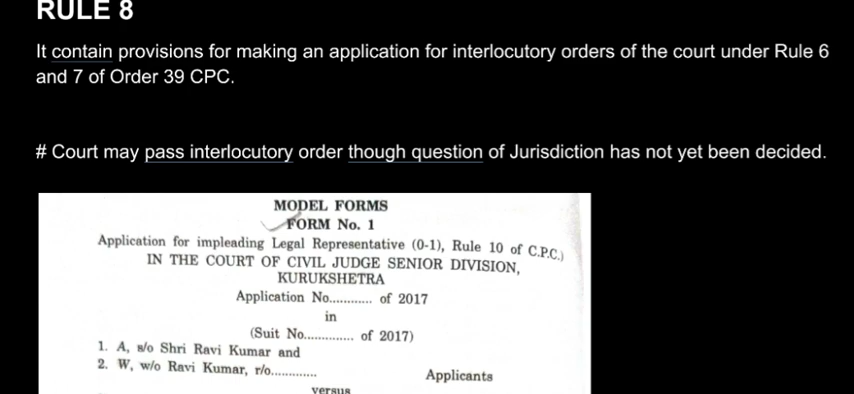 RULE 8
It contain provisions for making an application for interlocutory orders of the court under Rule 6
and 7 of Order 39 CPC.
# Court may pass interlocutory order though question of Jurisdiction has not yet been decided.
MODEL FORMS
FORM No. 1
Application for impleading Legal Representative (0-1), Rule 10 of C.P.C.)
IN THE COURT OF CIVIL JUDGE SENIOR DIVISION,
KURUKSHETRA
Application No............ of 2017
in
(Suit No.............. of 2017)
1. A, s/o Shri Ravi Kumar and
2. W, w/o Ravi Kumar, r/o.............
Applicants
versus